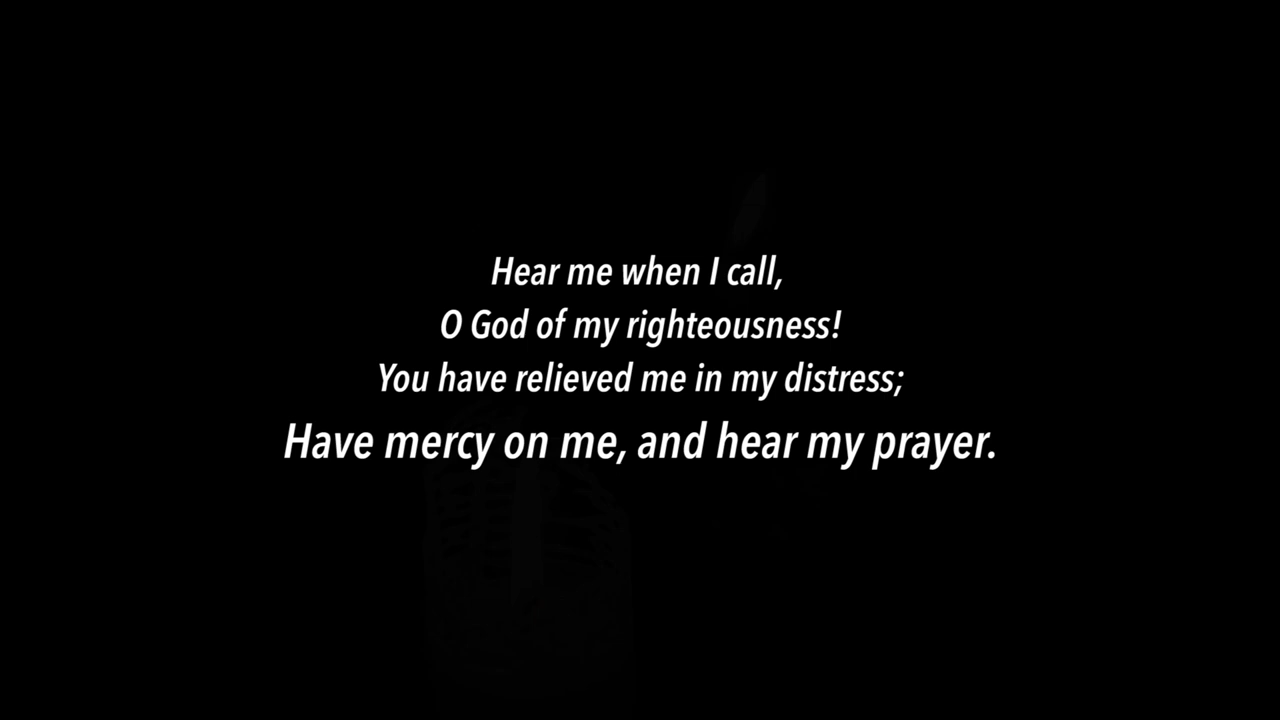 Hear me when I call,
O God of my righteousness!
You have relieved me in my distress;
Have mercy on me, and hear my prayer.